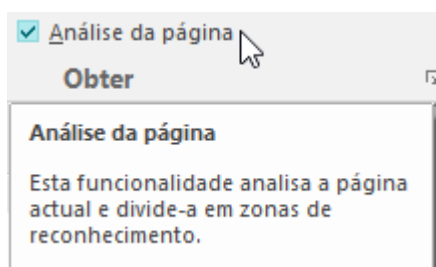 Análise da página
Obter
Análise da página
Esta funcionalidade analisa a página
actual e divide-a em zonas de
reconhecimento.